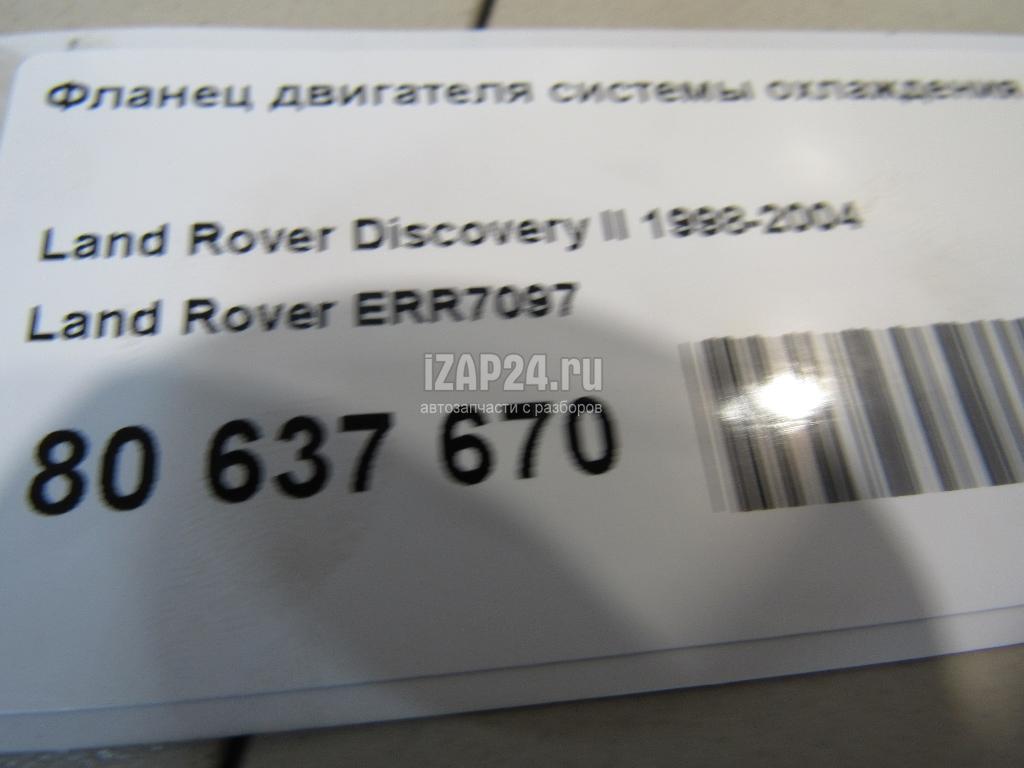 Фланец двигателя системы охлаждения
Land Rover Discovery II 1998-2004
Land Rover ERR7097
iZAP24.ru
автозапчасти с разборов
80 637 670